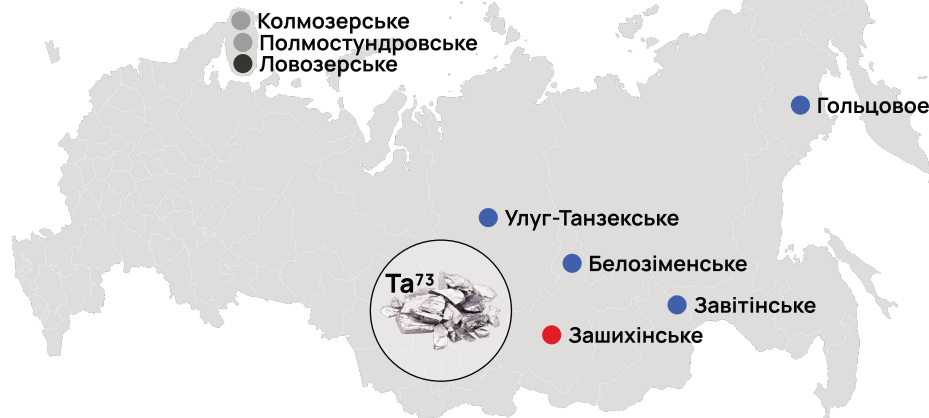 Колмозерське
Полмостундровське
Ловозерське
Гольцовое
Улуг-Танзекське
Белозіменське
Ta⁷³
Завітінське
Зашихінське